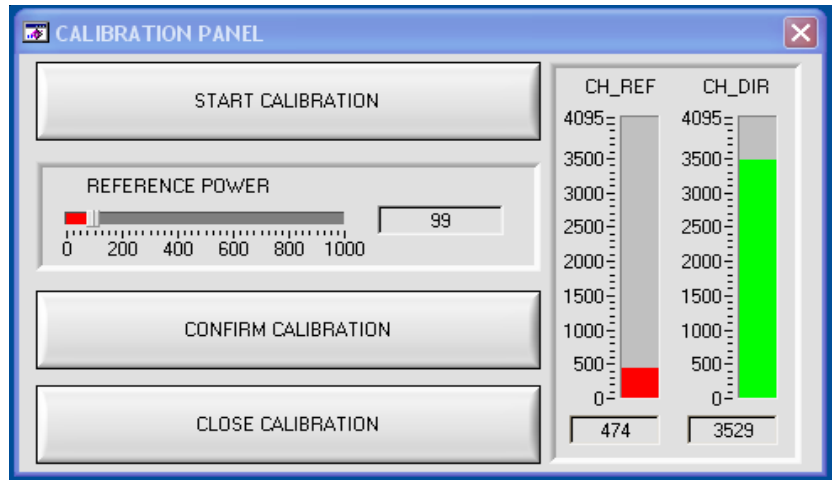 CALIBRATION PANEL
START CALIBRATION
REFERENCE POWER
99
0 200 400 600 800 1000
CONFIRM CALIBRATION
CLOSE CALIBRATION
CH_REF
4095
3500
3000
2500
2000
1500
1000
500
0
474
CH_DIR
4095
3500
3000
2500
2000
1500
1000
500
0
3529